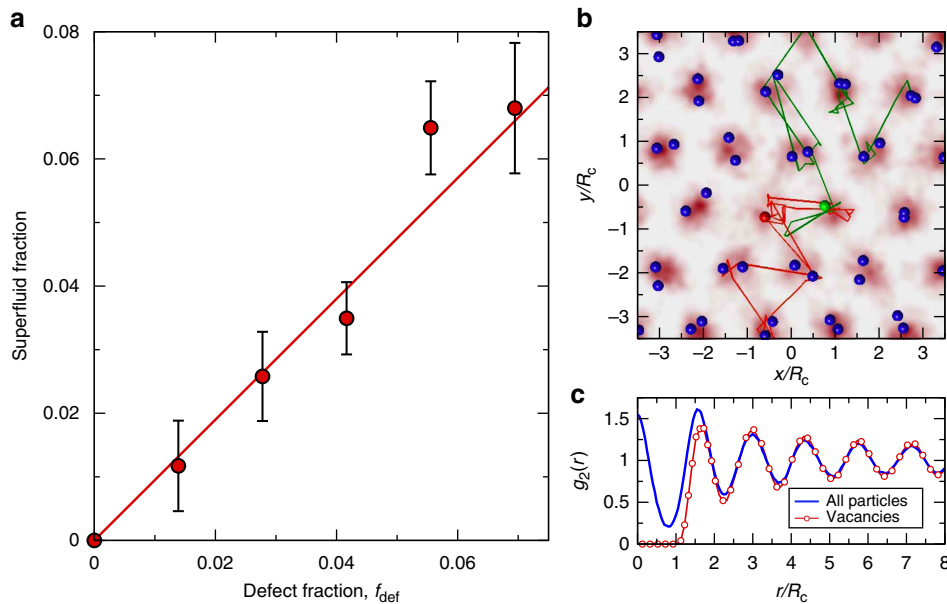 a
0.08
0.06
0.04
0.02
0
Superfluid fraction
0 0.02 0.04 0.06
Defect fraction, f_def
b
3
2
1
0
−1
−2
−3
y/R_c
−3 −2 −1 0 1 2 3
x/R_c
c
1.5
1.0
0.5
0
g_2(r)
All particles
Vacancies
0 1 2 3 4 5 6 7 8
r/R_c